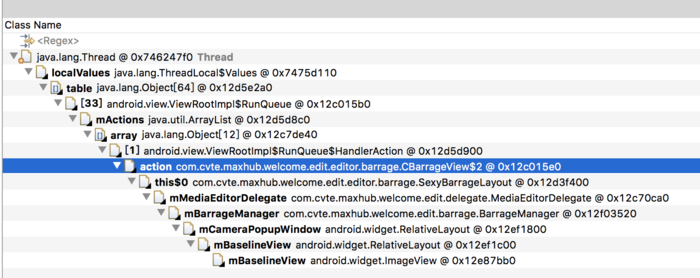 Class Name
<Regex>
java.lang.Thread @ 0x746247f0 Thread
localValues java.lang.ThreadLocal$Values @ 0x7475d110
table java.lang.Object[64] @ 0x12d5e2a0
[33] android.view.ViewRootImpl$RunQueue @ 0x12c015b0
mActions java.util.ArrayList @ 0x12d5d8c0
array java.lang.Object[12] @ 0x12c7de40
[1] android.view.ViewRootImpl$RunQueue$HandlerAction @ 0x12d5d900
action com.cvte.maxhub.welcome.edit.editor.barrage.CBarrageView$2 @ 0x12c015e0
this$0 com.cvte.maxhub.welcome.edit.editor.barrage.SexyBarrageLayout @ 0x12d3f400
mMediaEditorDelegate com.cvte.maxhub.welcome.edit.delegate.MediaEditorDelegate @ 0x12c70ca0
mBarrageManager com.cvte.maxhub.welcome.edit.barrage.BarrageManager @ 0x12f03520
mCameraPopupWindow android.widget.RelativeLayout @ 0x12ef1800
mBaselineView android.widget.RelativeLayout @ 0x12ef1c00
mBaselineView android.widget.ImageView @ 0x12e87bb0